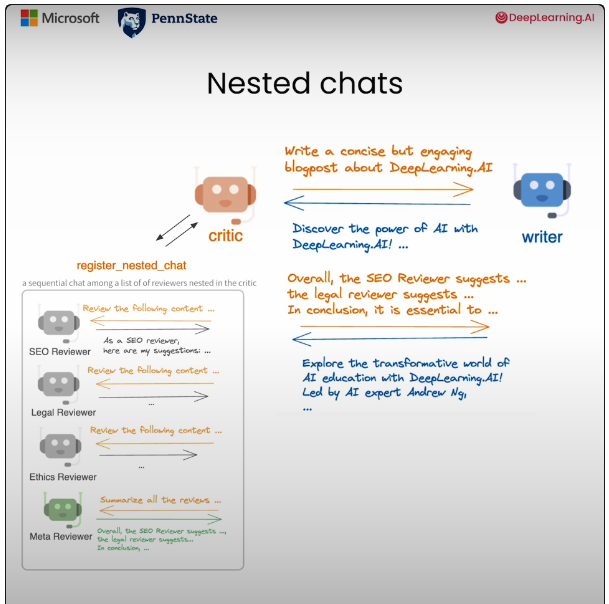 Microsoft
PennState
DeepLearning.AI
Nested chats
Write a concise but engaging
blogpost about DeepLearning.AI
critic
Discover the power of AI with
DeepLearning.AI! ...
writer
register_nested_chat
a sequential chat among a list of of reviewers nested in the critic
Overall, the SEO Reviewer suggests ...
the legal reviewer suggests ...
In conclusion, it is essential to ...
Explore the transformative world of
AI education with DeepLearning.AI!
Led by AI expert Andrew Ng,
...
Review the following content ...
As a SEO reviewer,
here are my suggestions: ...
SEO Reviewer
Review the following content ...
...
Legal Reviewer
Review the following content ...
...
Ethics Reviewer
Summarize all the reviews ...
Overall, the SEO Reviewer suggests ...,
the legal reviewer suggests ...
In conclusion, ...
Meta Reviewer